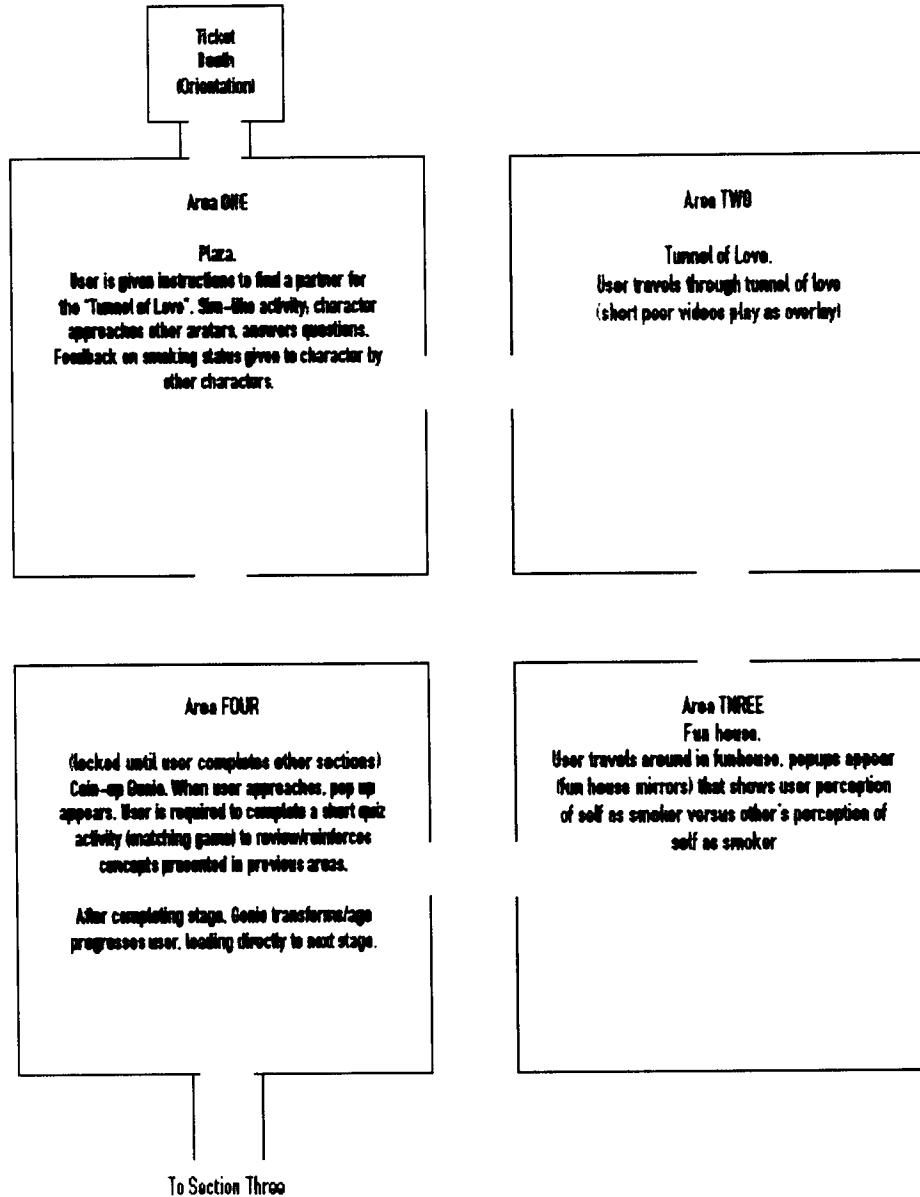 Ticket
Booth
(Orientation)
Area ONE
Plaza.
User is given instructions to find a partner for
the "Tunnel of Love". Sim-like activity, character
approaches other avatars, answers questions.
Feedback on smoking status given to character by
other characters.
Area TWO
Tunnel of Love.
User travels through tunnel of love
(short peer videos play as overlay)
Area FOUR
(locked until user completes other sections)
Coin-op Genie. When user approaches, pop up
appears. User is required to complete a short quiz
activity (matching game) to review/reinforces
concepts presented in previous areas.
After completing stage, Genie transforms/age
progresses user, leading directly to next stage.
Area THREE
Fun house.
User travels around in funhouse, popups appear
(fun house mirrors) that shows user perception
of self as smoker versus other's perception of
self as smoker
To Section Three